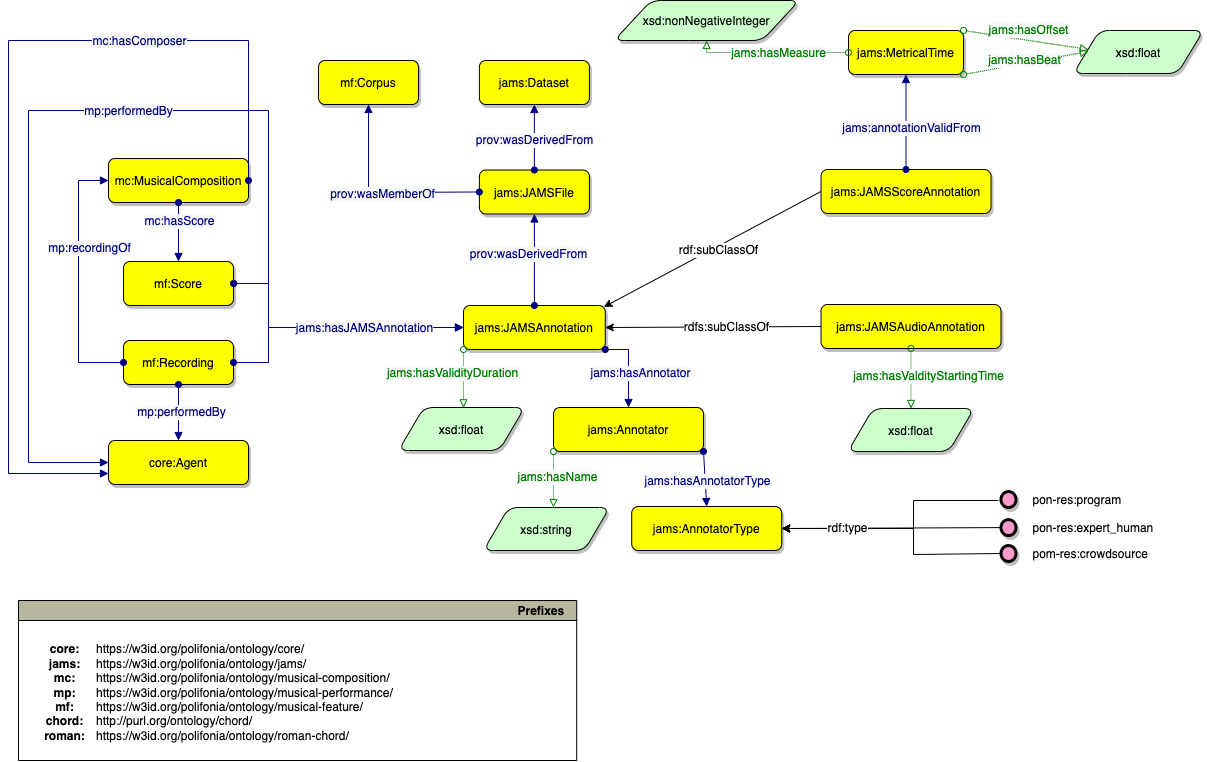 xsd:nonNegativeInteger
jams:hasOffset
mc:hasComposer
jams:hasMeasure
jams:MetricalTime
xsd:float
jams:hasBeat
mf:Corpus
jams:Dataset
mp:performedBy
jams:annotationValidFrom
prov:wasDerivedFrom
mc:MusicalComposition
prov:wasMemberOf
jams:JAMSFile
jams:JAMSScoreAnnotation
mc:hasScore
mp:recordingOf
prov:wasDerivedFrom
rdf:subClassOf
mf:Score
jams:hasJAMSAnnotation
jams:JAMSAnnotation
rdfs:subClassOf
jams:JAMSAudioAnnotation
mf:Recording
jams:hasValidityDuration
jams:hasAnnotator
jams:hasValdityStartingTime
mp:performedBy
xsd:float
jams:Annotator
xsd:float
core:Agent
jams:hasName
jams:hasAnnotatorType
pon-res:program
xsd:string
jams:AnnotatorType
rdf:type
pon-res:expert_human
pom-res:crowdsource
Prefixes
core: https://w3id.org/polifonia/ontology/core/
jams: https://w3id.org/polifonia/ontology/jams/
mc: https://w3id.org/polifonia/ontology/musical-composition/
mp: https://w3id.org/polifonia/ontology/musical-performance/
mf: https://w3id.org/polifonia/ontology/musical-feature/
chord: http://purl.org/ontology/chord/
roman: https://w3id.org/polifonia/ontology/roman-chord/